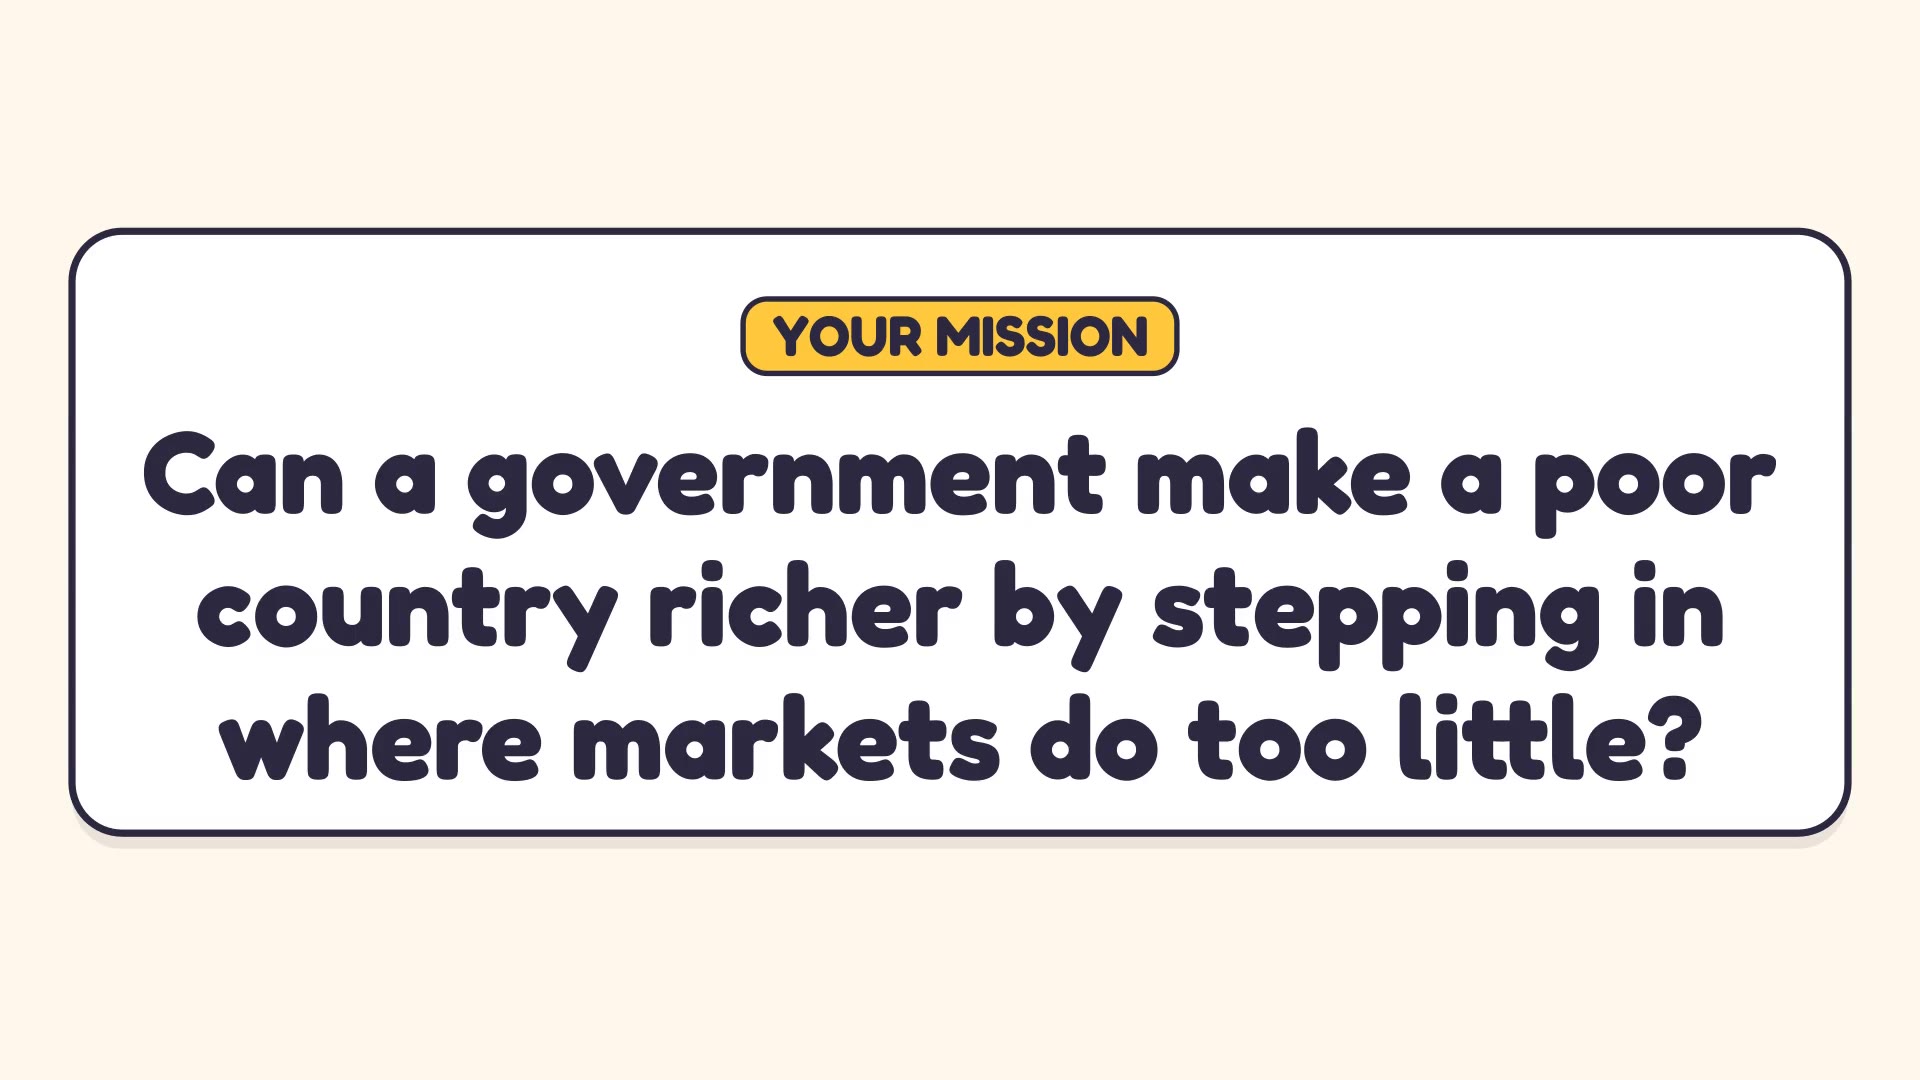 YOUR MISSION
Can a government make a poor
country richer by stepping in
where markets do too little?